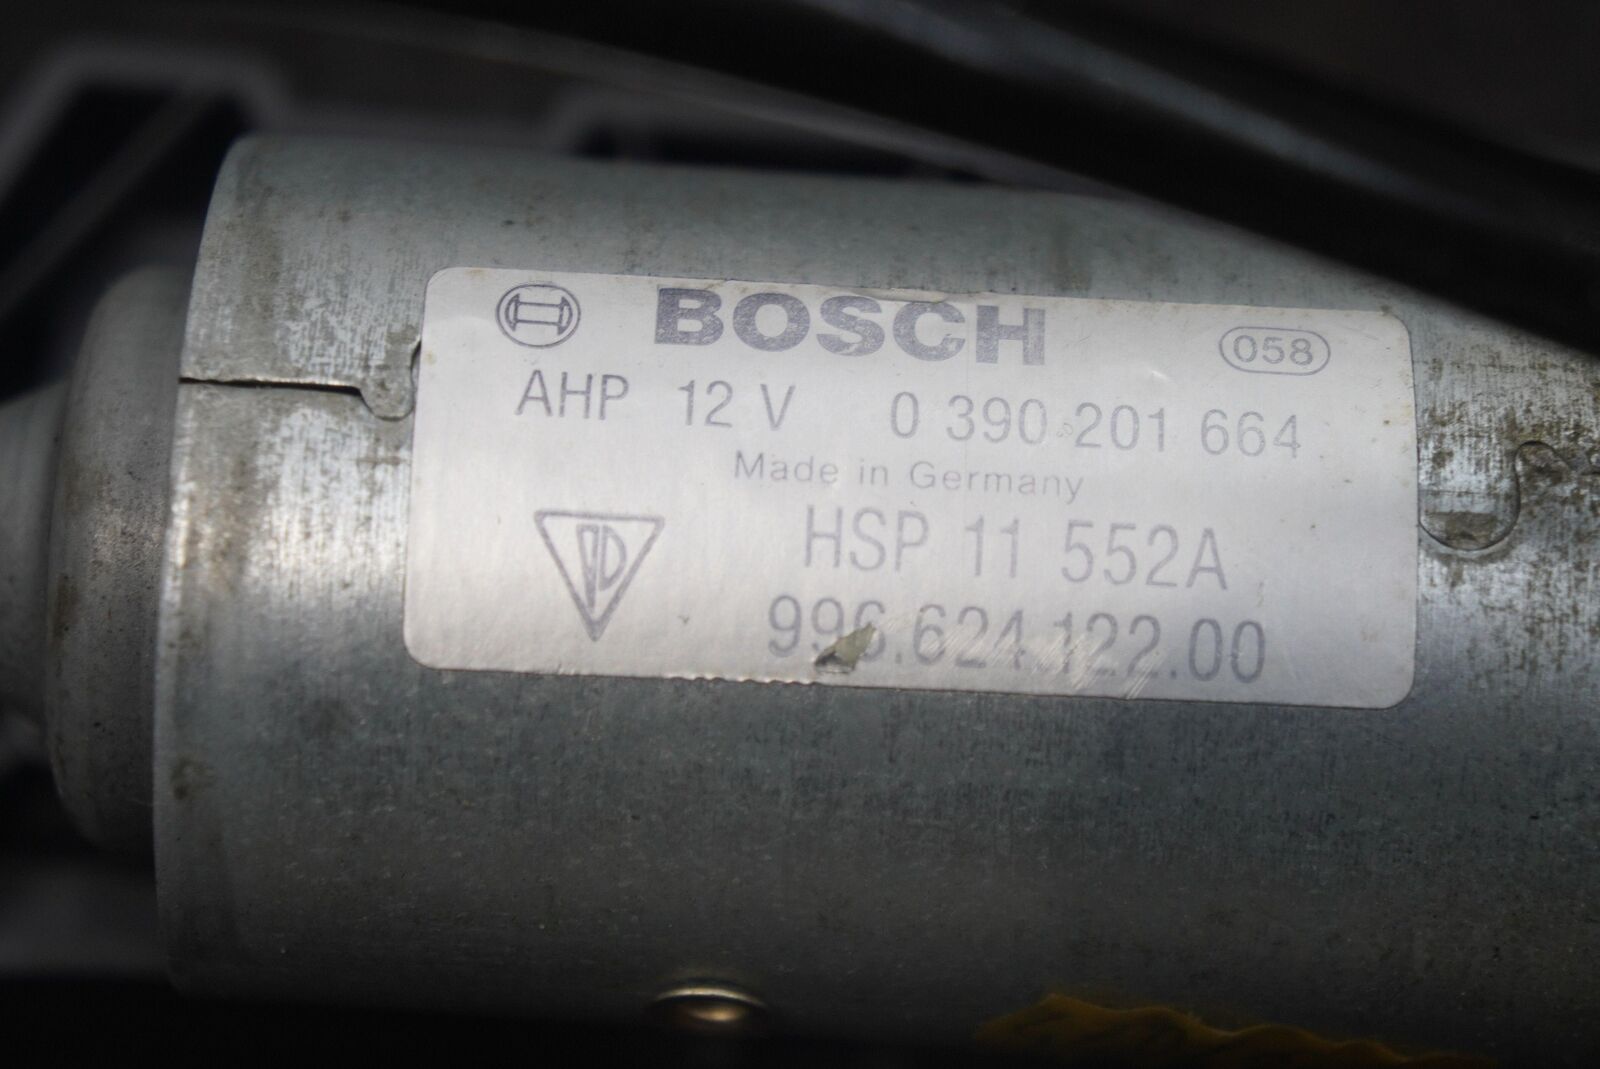 BOSCH 058
AHP 12 V 0 390 201 664
Made in Germany
HSP 11 552A
996.624.122.00